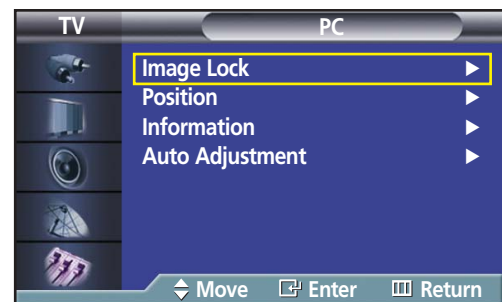 TV PC
Image Lock
Position
Information
Auto Adjustment
Move Enter Return